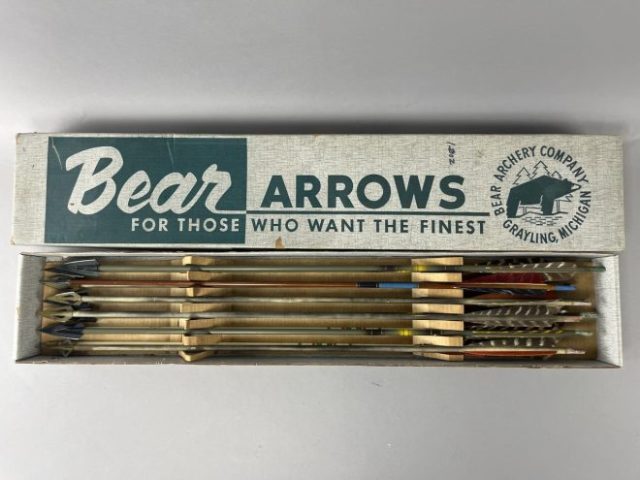 Bear ARROWS
FOR THOSE WHO WANT THE FINEST
BEAR ARCHERY COMPANY
GRAYLING, MICHIGAN